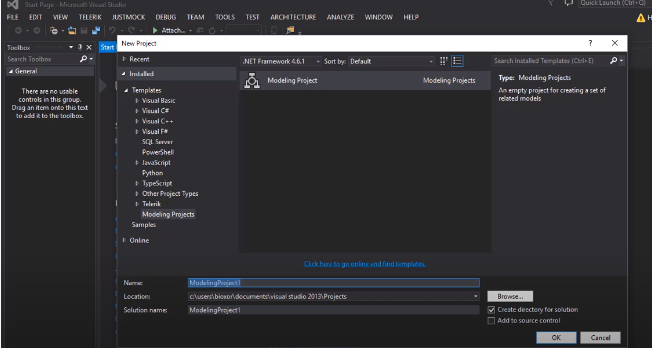 Start Page - Microsoft Visual Studio
Quick Launch (Ctrl
FILE EDIT VIEW TELERIK JUSTMOCK DEBUG TEAM TOOLS TEST ARCHITECTURE ANALYZE WINDOW HELP
H
Attach...
Toolbox
Start
Search Toolbox
General
There are no usable
controls in this group.
Drag an item onto this text
to add it to the toolbox.
New Project
? ×
Recent
.NET Framework 4.6.1
Sort by: Default
Search Installed Templates (Ctrl+E)
Installed
Templates
Visual Basic
Visual C#
Visual C++
Visual F#
SQL Server
PowerShell
JavaScript
Python
TypeScript
Other Project Types
Telerik
Modeling Projects
Samples
Online
Modeling Project
Modeling Projects
Type: Modeling Projects
An empty project for creating a set of
related models
Click here to go online and find templates.
Name: ModelingProject1
Location: c:\users\bioxor\documents\visual studio 2013\Projects
Browse...
Solution name: ModelingProject1
Create directory for solution
Add to source control
OK
Cancel